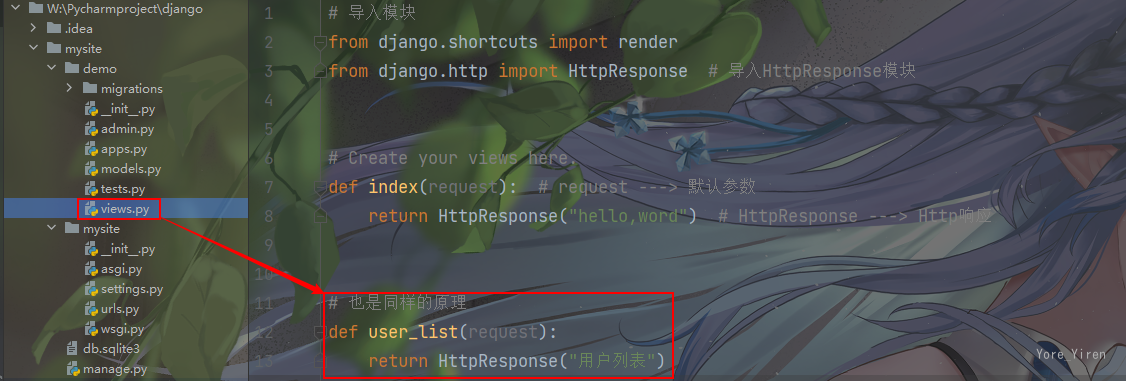 W:\Pycharmproject\django
.idea
mysite
demo
migrations
__init__.py
admin.py
apps.py
models.py
tests.py
views.py
mysite
__init__.py
asgi.py
settings.py
urls.py
wsgi.py
db.sqlite3
manage.py
1 # 导入模块
2 from django.shortcuts import render
3 from django.http import HttpResponse  # 导入HttpResponse模块
4
5
6 # Create your views here.
7 def index(request):  # request ---> 默认参数
8     return HttpResponse("hello,word")  # HttpResponse ---> Http响应
9
10
11 # 也是同样的原理
12 def user_list(request):
13     return HttpResponse("用户列表")
Yore_Yiren